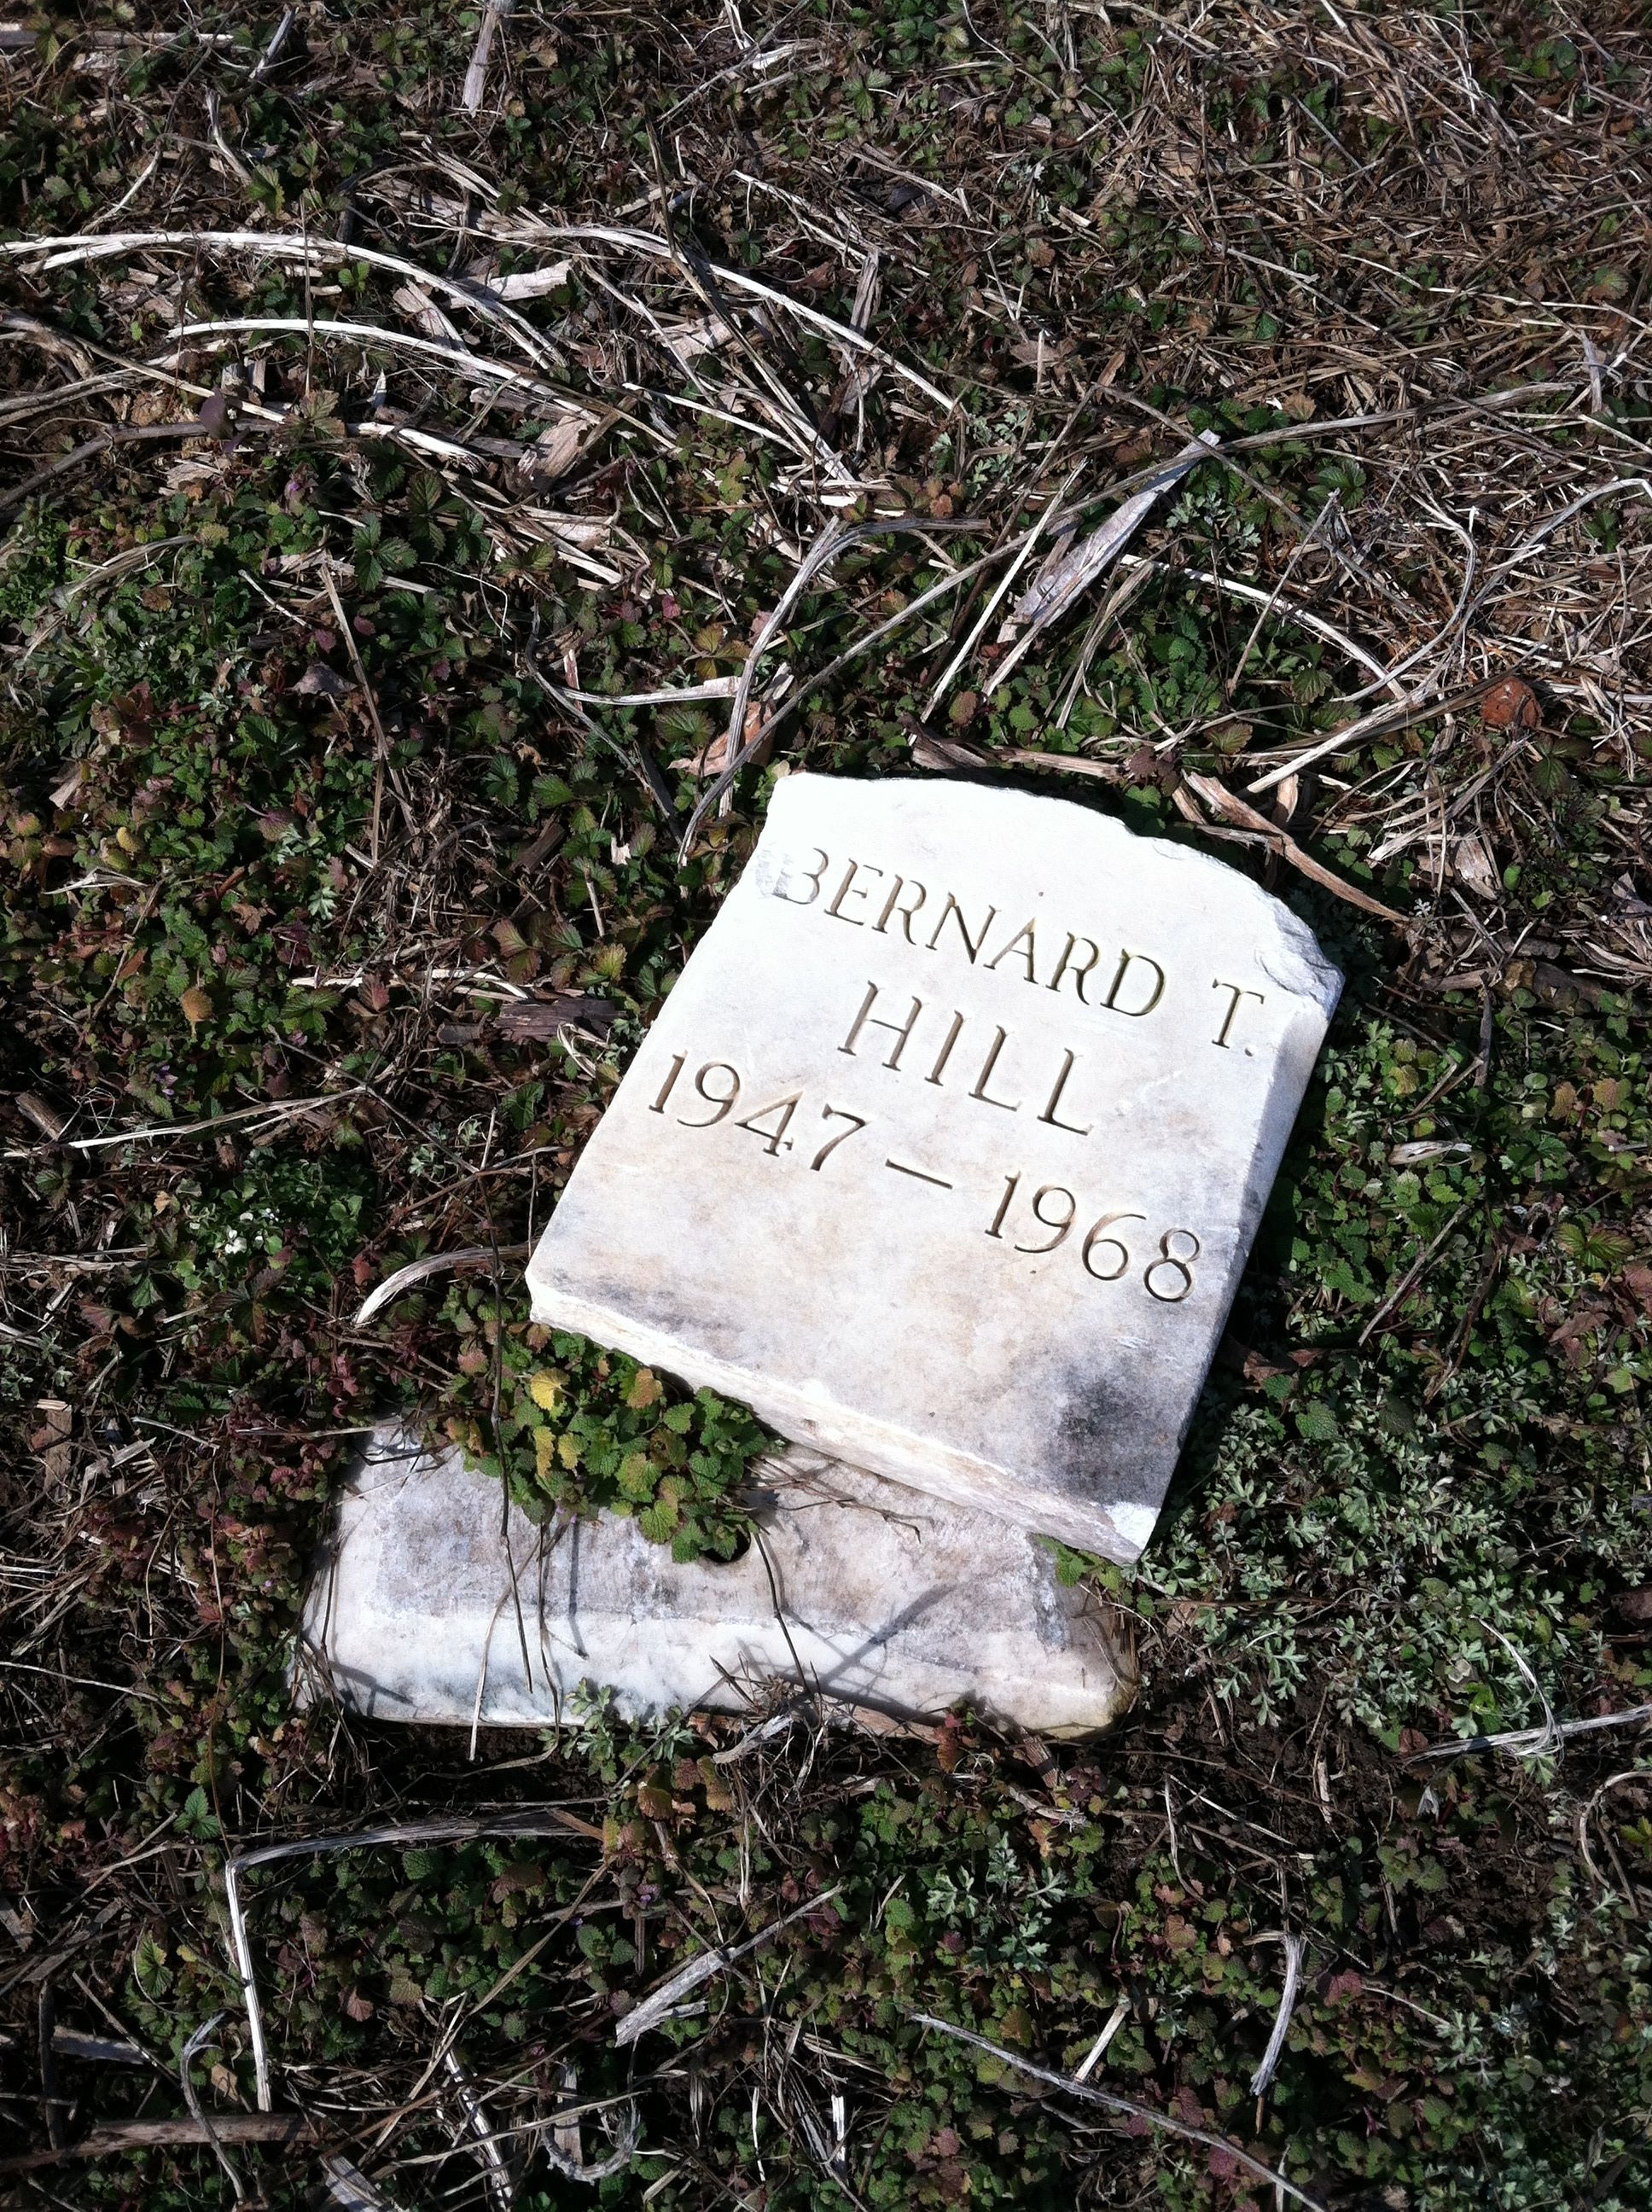 BERNARD T.
HILL
1947 — 1968